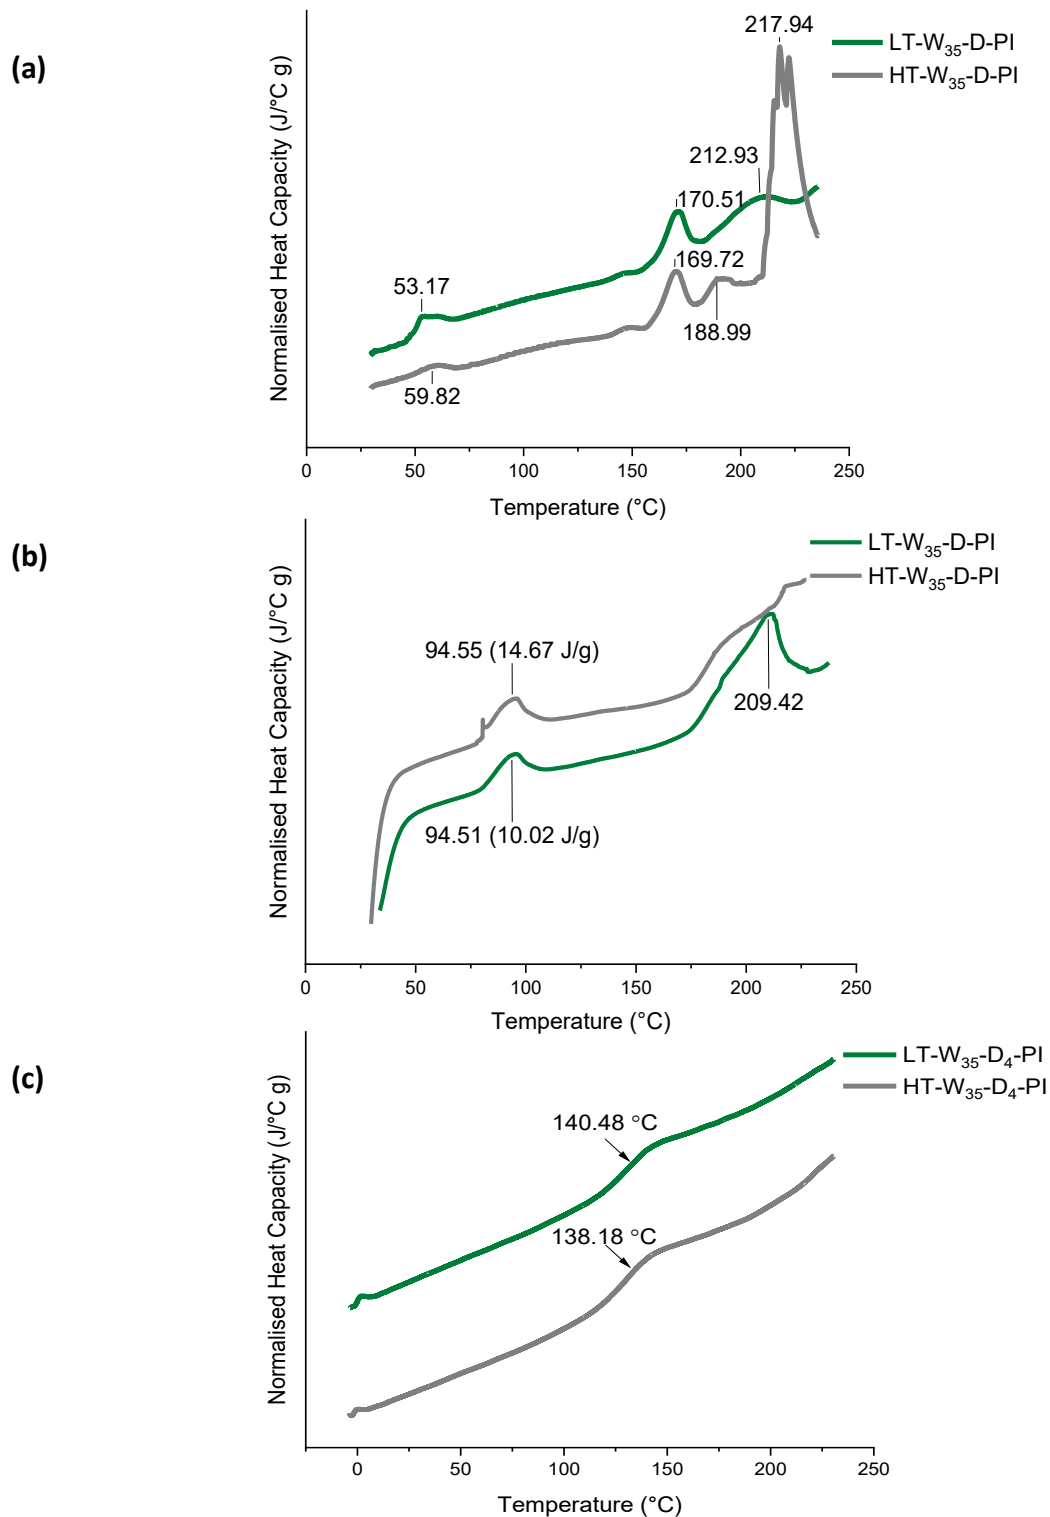 (a)
Normalised Heat Capacity (J/°C g)
217.94
LT-W₃₅-D-PI
HT-W₃₅-D-PI
212.93
170.51
169.72
53.17
188.99
59.82
0 50 100 150 200 250
Temperature (°C)
(b)
Normalised Heat Capacity (J/°C g)
LT-W₃₅-D-PI
HT-W₃₅-D-PI
94.55 (14.67 J/g)
209.42
94.51 (10.02 J/g)
0 50 100 150 200 250
Temperature (°C)
(c)
Normalised Heat Capacity (J/°C g)
LT-W₃₅-D₄-PI
HT-W₃₅-D₄-PI
140.48 °C
138.18 °C
0 50 100 150 200 250
Temperature (°C)